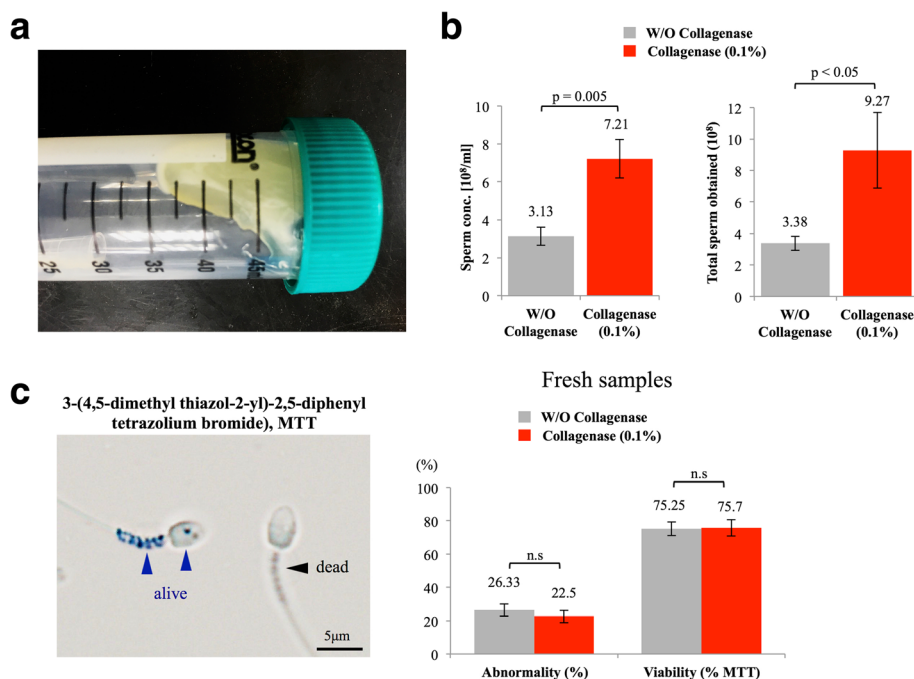 a
ton®
25
30
35
40
45
b
W/O Collagenase
Collagenase (0.1%)
p = 0.005
Sperm conc. [10⁸/ml]
10
8
6
4
2
0
3.13
7.21
W/O
Collagenase
Collagenase
(0.1%)
p < 0.05
Total sperm obtained (10⁸)
12
10
8
6
4
2
0
3.38
9.27
W/O
Collagenase
Collagenase
(0.1%)
c
3-(4,5-dimethyl thiazol-2-yl)-2,5-diphenyl
tetrazolium bromide), MTT
alive
dead
5μm
Fresh samples
W/O Collagenase
Collagenase (0.1%)
(%)
100
80
60
40
20
0
n.s
26.33
22.5
n.s
75.25
75.7
Abnormality (%)
Viability (% MTT)